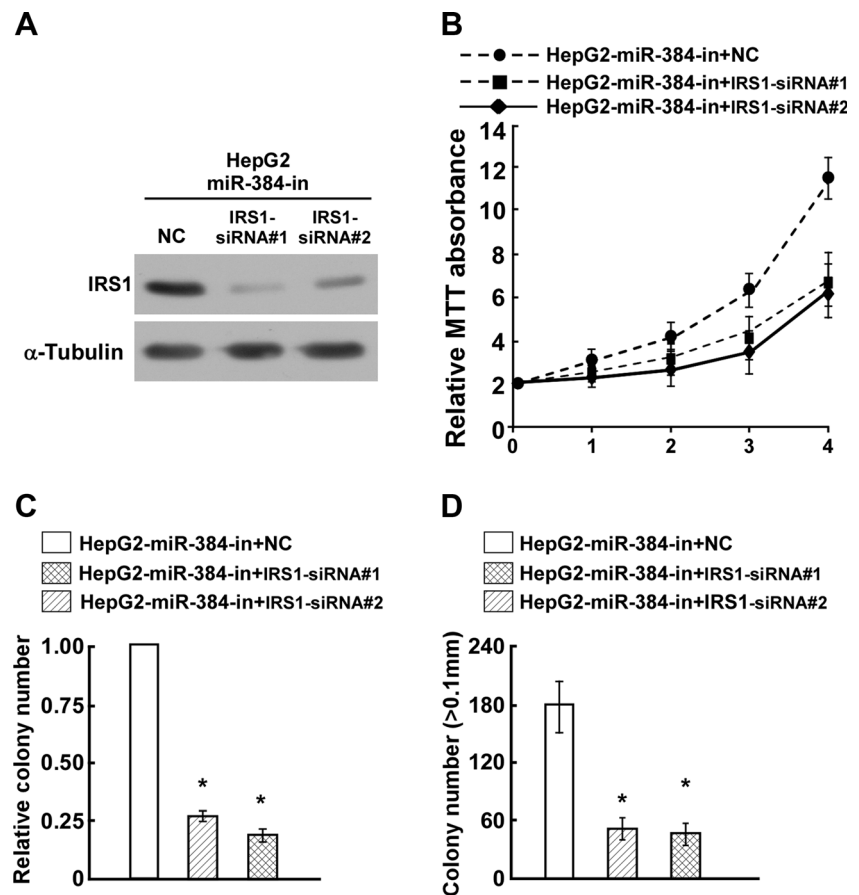 A
HepG2
miR-384-in
NC
IRS1-
siRNA#1
IRS1-
siRNA#2
IRS1
α-Tubulin
B
HepG2-miR-384-in+NC
HepG2-miR-384-in+IRS1-siRNA#1
HepG2-miR-384-in+IRS1-siRNA#2
Relative MTT absorbance
14
12
10
8
6
4
2
0
0 1 2 3 4
C
HepG2-miR-384-in+NC
HepG2-miR-384-in+IRS1-siRNA#1
HepG2-miR-384-in+IRS1-siRNA#2
Relative colony number
1.00
0.75
0.50
0.25
0
* *
D
HepG2-miR-384-in+NC
HepG2-miR-384-in+IRS1-siRNA#1
HepG2-miR-384-in+IRS1-siRNA#2
Colony number (>0.1mm)
240
180
120
60
0
* *